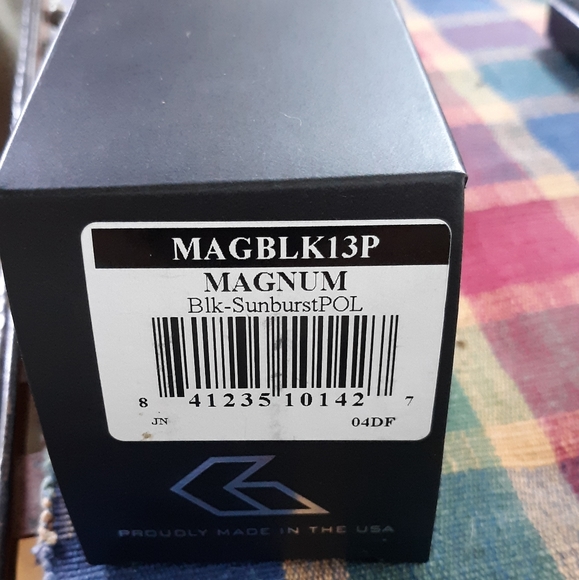 MAGBLK13P
MAGNUM
Blk-SunburstPOL
8 41235 10142 7
JN 04DF
PROUDLY MADE IN THE USA